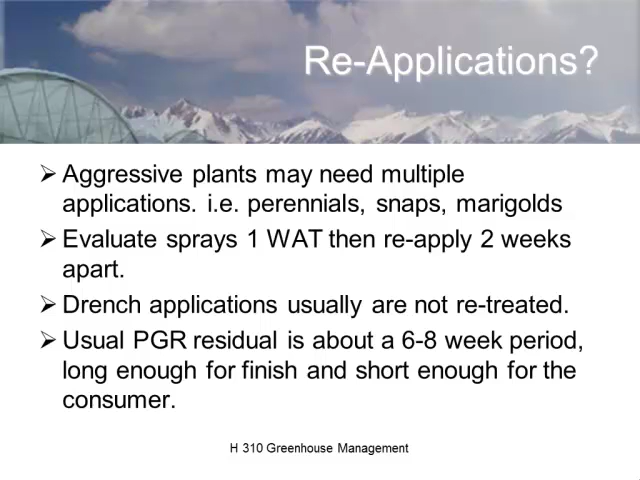 Re-Applications?
➢ Aggressive plants may need multiple
applications. i.e. perennials, snaps, marigolds
➢ Evaluate sprays 1 WAT then re-apply 2 weeks
apart.
➢ Drench applications usually are not re-treated.
➢ Usual PGR residual is about a 6-8 week period,
long enough for finish and short enough for the
consumer.
H 310 Greenhouse Management